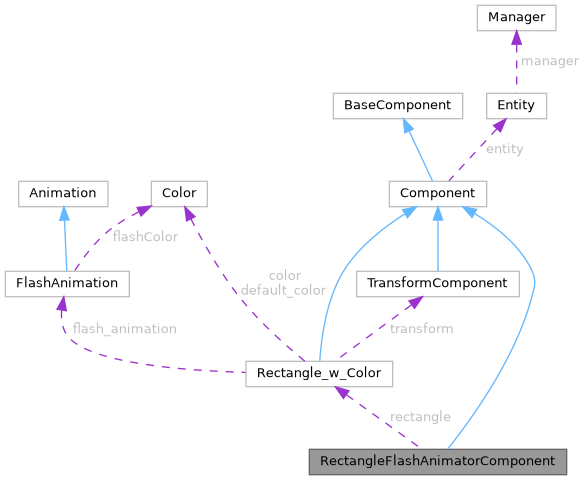 Manager
manager
BaseComponent
Entity
entity
Animation
Color
Component
flashColor
color
default_color
FlashAnimation
TransformComponent
flash_animation
transform
Rectangle_w_Color
rectangle
RectangleFlashAnimatorComponent